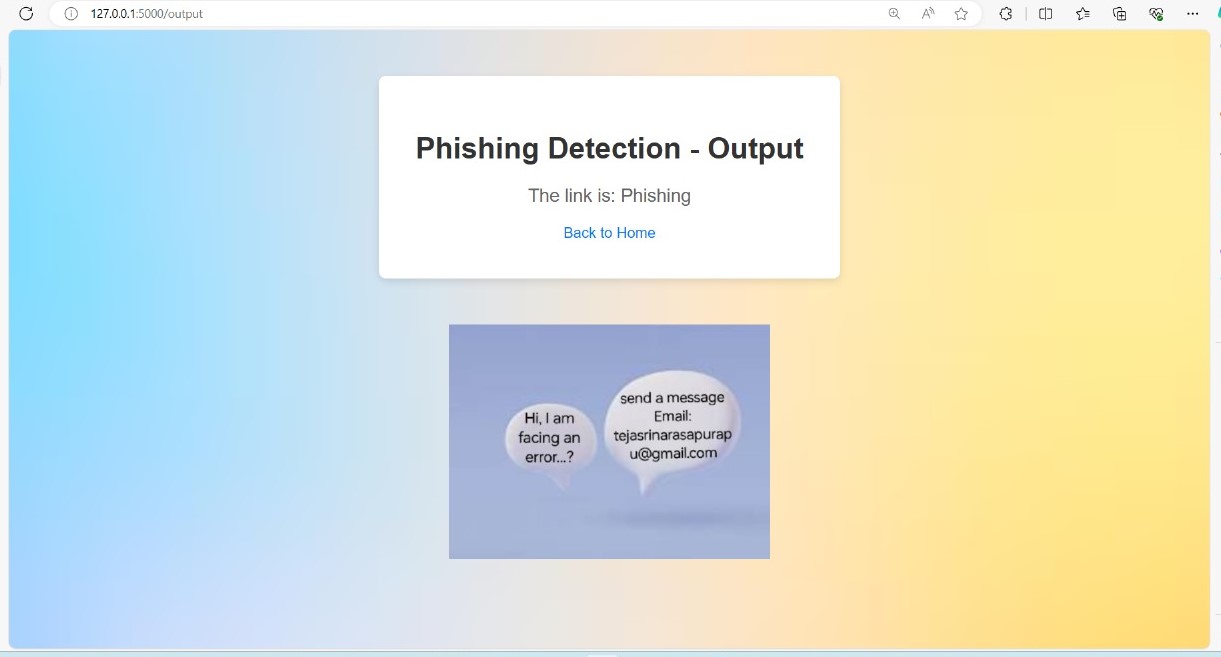 127.0.0.1:5000/output
Phishing Detection - Output
The link is: Phishing
Back to Home
Hi, I am
facing an
error...?
send a message
Email:
tejasrinarasapurap
u@gmail.com